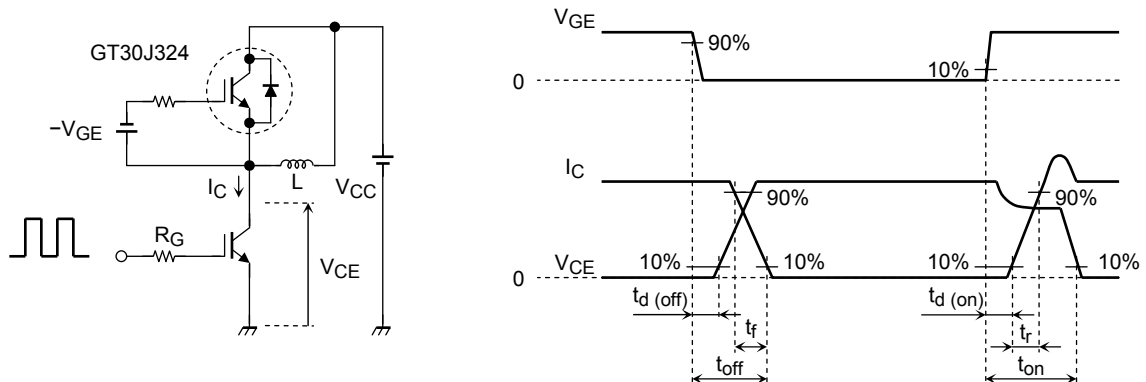 GT30J324
−VGE
IC
L
VCC
RG
VCE
VGE
90%
0
10%
IC
90%
90%
VCE
0
10%
10%
10%
10%
td (off)
td (on)
tf
tr
toff
ton